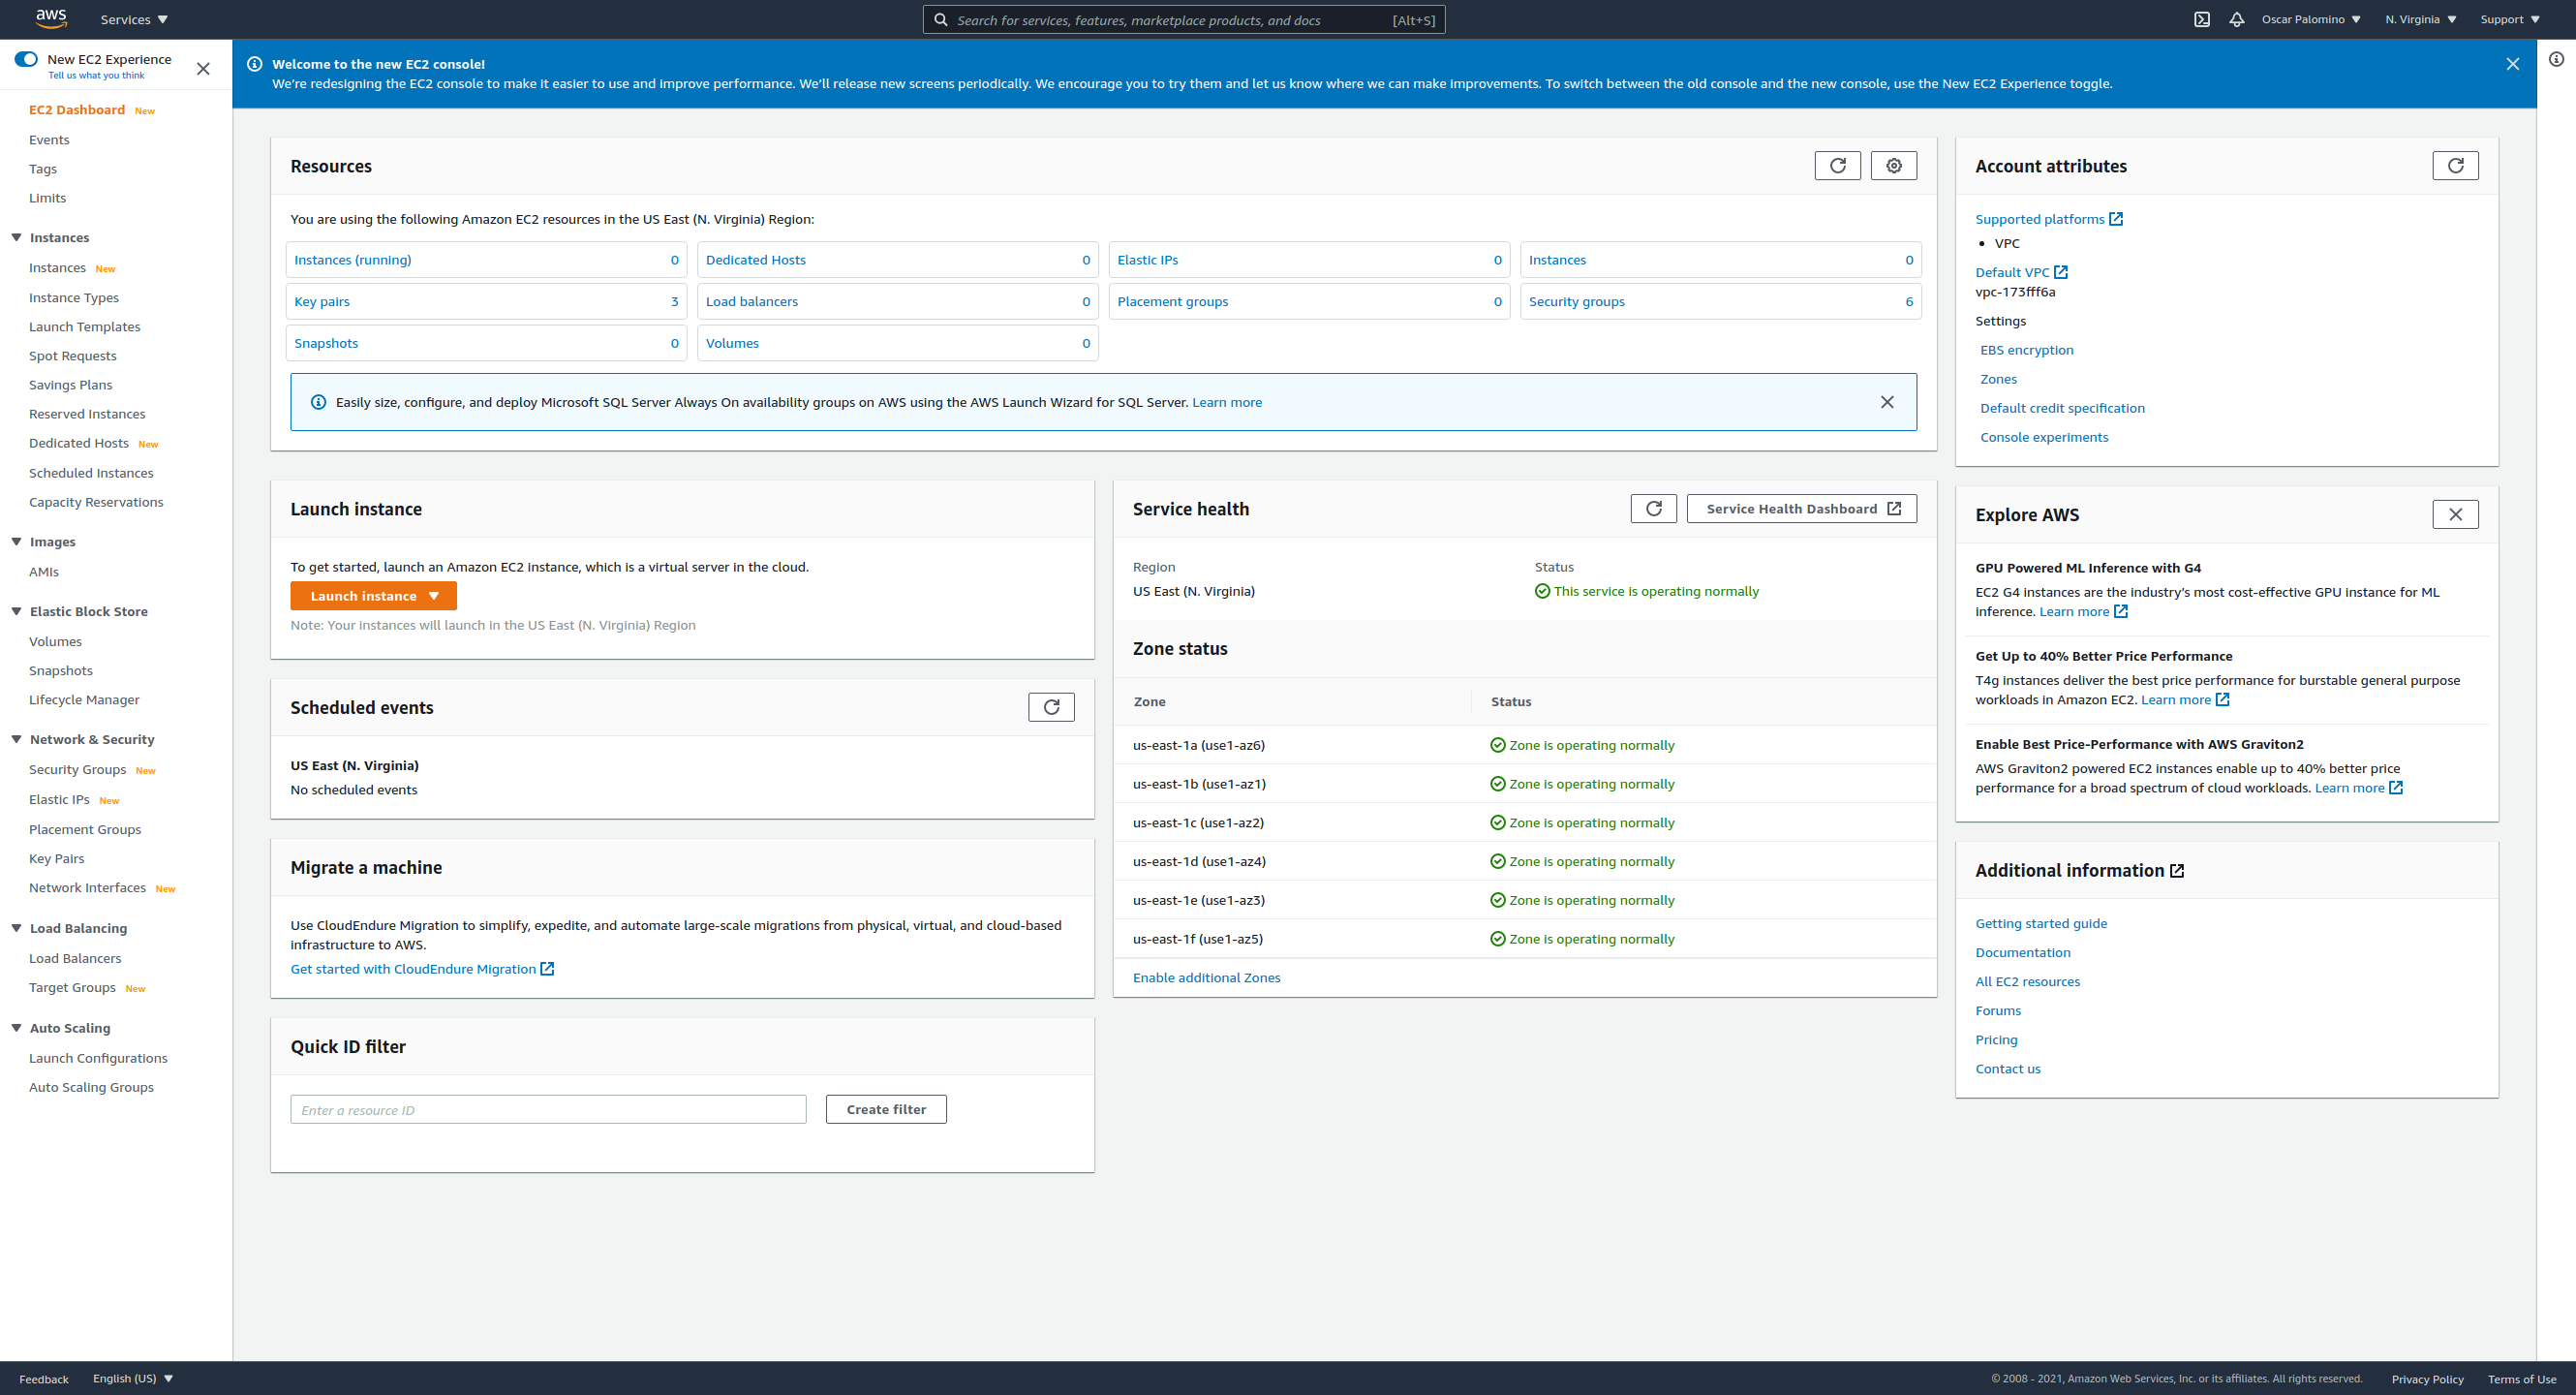 aws
Services
Search for services, features, marketplace products, and docs [Alt+S]
Oscar Palomino
N. Virginia
Support
New EC2 Experience
Tell us what you think
EC2 Dashboard New
Events
Tags
Limits
Instances
Instances New
Instance Types
Launch Templates
Spot Requests
Savings Plans
Reserved Instances
Dedicated Hosts New
Scheduled Instances
Capacity Reservations
Images
AMIs
Elastic Block Store
Volumes
Snapshots
Lifecycle Manager
Network & Security
Security Groups New
Elastic IPs New
Placement Groups
Key Pairs
Network Interfaces New
Load Balancing
Load Balancers
Target Groups New
Auto Scaling
Launch Configurations
Auto Scaling Groups
Welcome to the new EC2 console!
We're redesigning the EC2 console to make it easier to use and improve performance. We'll release new screens periodically. We encourage you to try them and let us know where we can make improvements. To switch between the old console and the new console, use the New EC2 Experience toggle.
Resources
You are using the following Amazon EC2 resources in the US East (N. Virginia) Region:
Instances (running) 0
Dedicated Hosts 0
Elastic IPs 0
Instances 0
Key pairs 3
Load balancers 0
Placement groups 0
Security groups 6
Snapshots 0
Volumes 0
Easily size, configure, and deploy Microsoft SQL Server Always On availability groups on AWS using the AWS Launch Wizard for SQL Server. Learn more
Launch instance
To get started, launch an Amazon EC2 instance, which is a virtual server in the cloud.
Launch instance
Note: Your instances will launch in the US East (N. Virginia) Region
Scheduled events
US East (N. Virginia)
No scheduled events
Migrate a machine
Use CloudEndure Migration to simplify, expedite, and automate large-scale migrations from physical, virtual, and cloud-based
infrastructure to AWS.
Get started with CloudEndure Migration
Quick ID filter
Enter a resource ID
Create filter
Service health
Service Health Dashboard
Region
Status
US East (N. Virginia)
This service is operating normally
Zone status
Zone
Status
us-east-1a (use1-az6) Zone is operating normally
us-east-1b (use1-az1) Zone is operating normally
us-east-1c (use1-az2) Zone is operating normally
us-east-1d (use1-az4) Zone is operating normally
us-east-1e (use1-az3) Zone is operating normally
us-east-1f (use1-az5) Zone is operating normally
Enable additional Zones
Account attributes
Supported platforms
• VPC
Default VPC
vpc-173fff6a
Settings
EBS encryption
Zones
Default credit specification
Console experiments
Explore AWS
GPU Powered ML Inference with G4
EC2 G4 instances are the industry's most cost-effective GPU instance for ML
inference. Learn more
Get Up to 40% Better Price Performance
T4g instances deliver the best price performance for burstable general purpose
workloads in Amazon EC2. Learn more
Enable Best Price-Performance with AWS Graviton2
AWS Graviton2 powered EC2 instances enable up to 40% better price
performance for a broad spectrum of cloud workloads. Learn more
Additional information
Getting started guide
Documentation
All EC2 resources
Forums
Pricing
Contact us
Feedback
English (US)
© 2008 - 2021, Amazon Web Services, Inc. or its affiliates. All rights reserved.
Privacy Policy
Terms of Use